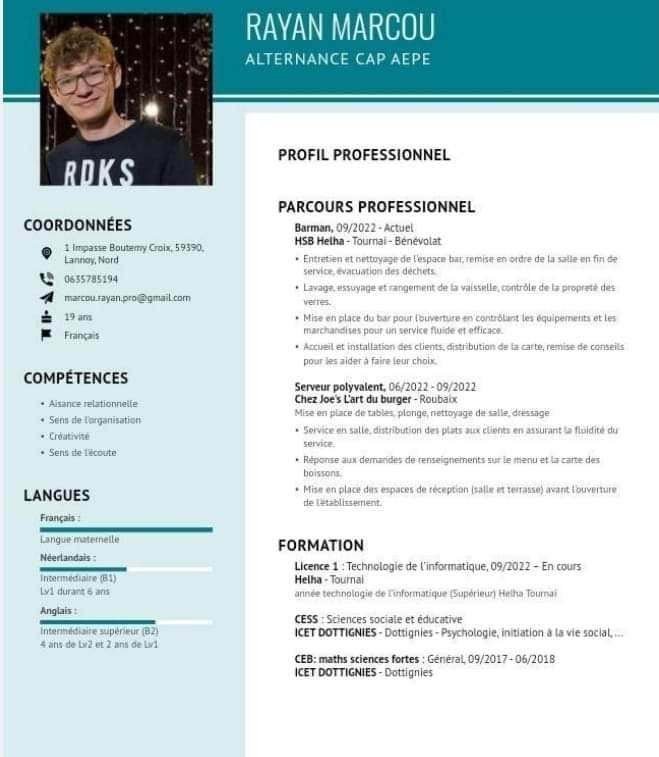 RAYAN MARCOU
ALTERNANCE CAP AEPE
RDKS
COORDONNÉES
1 Impasse Boutemy Croix, 59390,
Lannoy, Nord
0635785194
marcou.rayan.pro@gmail.com
19 ans
Français
COMPÉTENCES
• Aisance relationnelle
• Sens de l'organisation
• Créativité
• Sens de l'écoute
LANGUES
Français :
Langue maternelle
Néerlandais :
Intermédiaire (B1)
Lv1 durant 6 ans
Anglais :
Intermédiaire supérieur (B2)
4 ans de Lv2 et 2 ans de Lv1
PROFIL PROFESSIONNEL
PARCOURS PROFESSIONNEL
Barman, 09/2022 - Actuel
HSB Helha - Tournai - Bénévolat
• Entretien et nettoyage de l'espace bar, remise en ordre de la salle en fin de
service, évacuation des déchets.
• Lavage, essuyage et rangement de la vaisselle, contrôle de la propreté des
verres.
• Mise en place du bar pour l'ouverture en contrôlant les équipements et les
marchandises pour un service fluide et efficace.
• Accueil et installation des clients, distribution de la carte, remise de conseils
pour les aider à faire leur choix.
Serveur polyvalent, 06/2022 - 09/2022
Chez Joe's L'art du burger - Roubaix
Mise en place de tables, plonge, nettoyage de salle, dressage
• Service en salle, distribution des plats aux clients en assurant la fluidité du
service.
• Réponse aux demandes de renseignements sur le menu et la carte des
boissons.
• Mise en place des espaces de réception (salle et terrasse) avant l'ouverture
de l'établissement.
FORMATION
Licence 1 : Technologie de l'informatique, 09/2022 – En cours
Helha - Tournai
année technologie de l'informatique (Supérieur) Helha Tournai
CESS : Sciences sociale et éducative
ICET DOTTIGNIES - Dottignies - Psychologie, initiation à la vie social, ...
CEB: maths sciences fortes : Général, 09/2017 - 06/2018
ICET DOTTIGNIES - Dottignies